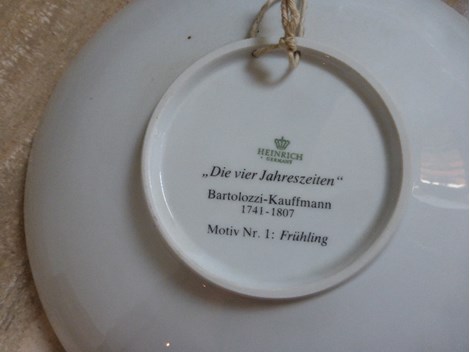 HEINRICH
GERMANY
„Die vier Jahreszeiten“
Bartolozzi-Kauffmann
1741-1807
Motiv Nr. 1: Frühling